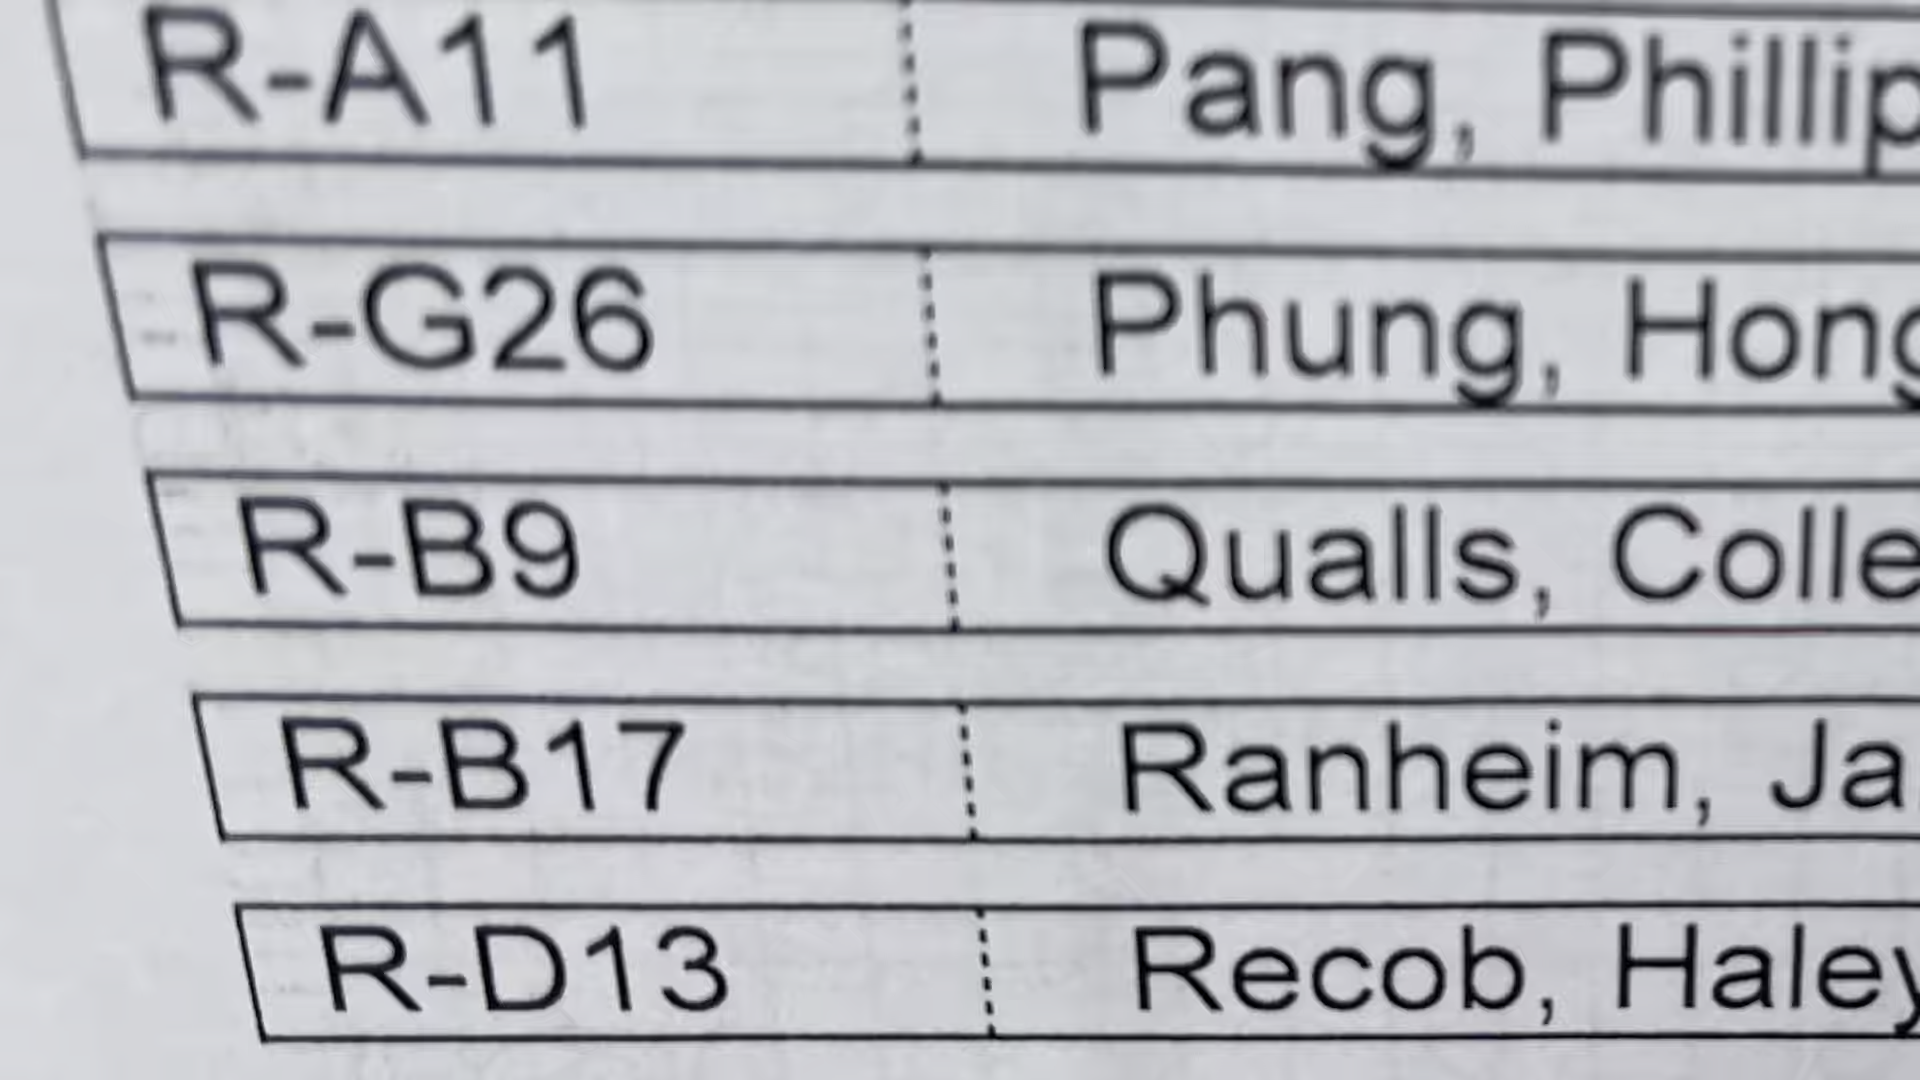 R-A11 Pang, Phillip
R-G26 Phung, Hong
R-B9 Qualls, Colle
R-B17 Ranheim, Ja
R-D13 Recob, Haley